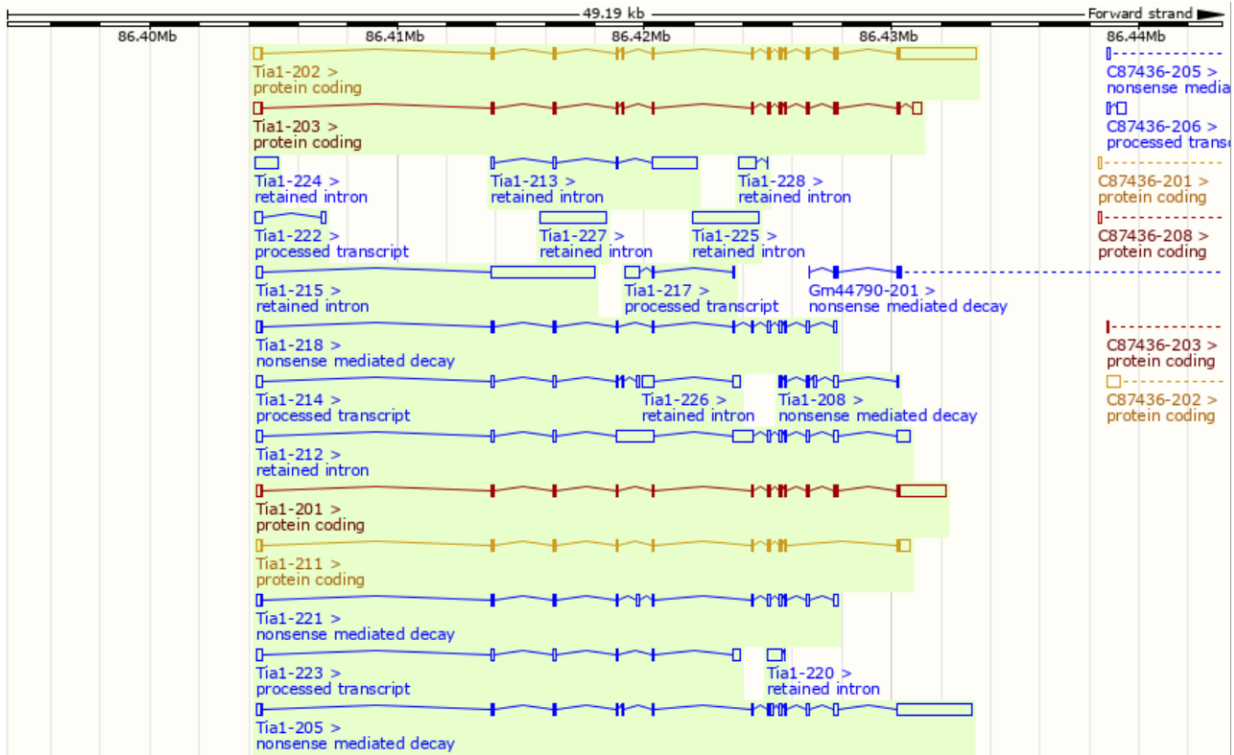 49.19 kb Forward strand
86.40Mb 86.41Mb 86.42Mb 86.43Mb 86.44Mb
Tia1-202 > C87436-205 >
protein coding nonsense media
Tia1-203 > C87436-206 >
protein coding processed trans
Tia1-224 > Tia1-213 > Tia1-228 > C87436-201 >
retained intron retained intron retained intron protein coding
Tia1-222 > Tia1-227 > Tia1-225 > C87436-208 >
processed transcript retained intron retained intron protein coding
Tia1-215 > Tia1-217 > Gm44790-201 >
retained intron processed transcript nonsense mediated decay
Tia1-218 > C87436-203 >
nonsense mediated decay protein coding
Tia1-214 > Tia1-226 > Tia1-208 > C87436-202 >
processed transcript retained intron nonsense mediated decay protein coding
Tia1-212 >
retained intron
Tia1-201 >
protein coding
Tia1-211 >
protein coding
Tia1-221 >
nonsense mediated decay
Tia1-223 > Tia1-220 >
processed transcript retained intron
Tia1-205 >
nonsense mediated decay